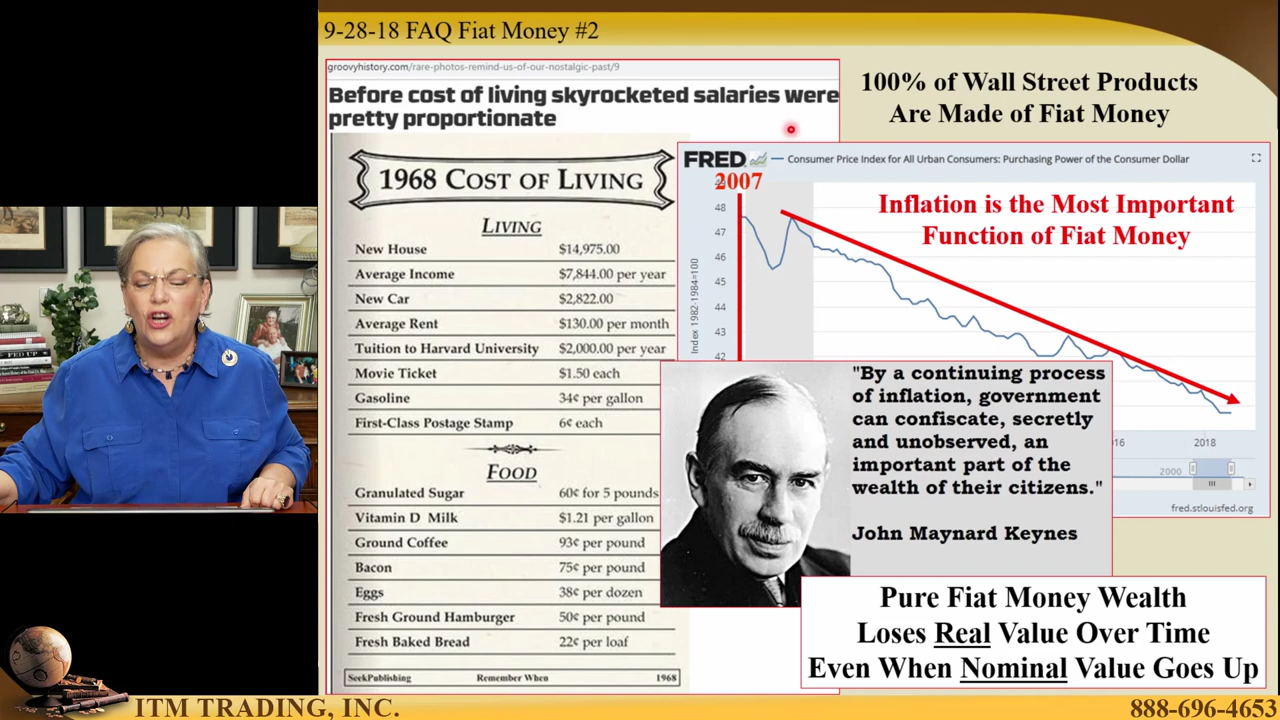 9-28-18 FAQ Fiat Money #2
groovyhistory.com/rare-photos-remind-us-of-our-nostalgic-past/9
Before cost of living skyrocketed salaries were
pretty proportionate
1968 COST OF LIVING
LIVING
New House $14,975.00
Average Income $7,844.00 per year
New Car $2,822.00
Average Rent $130.00 per month
Tuition to Harvard University $2,000.00 per year
Movie Ticket $1.50 each
Gasoline 34¢ per gallon
First-Class Postage Stamp 6¢ each
FOOD
Granulated Sugar 60¢ for 5 pounds
Vitamin D Milk $1.21 per gallon
Ground Coffee 93¢ per pound
Bacon 75¢ per pound
Eggs 38¢ per dozen
Fresh Ground Hamburger 50¢ per pound
Fresh Baked Bread 22¢ per loaf
SeekPublishing Remember When 1968
100% of Wall Street Products
Are Made of Fiat Money
FRED Consumer Price Index for All Urban Consumers: Purchasing Power of the Consumer Dollar
2007
Inflation is the Most Important
Function of Fiat Money
48
47
46
45
44
43
42
Index 1982-1984=100
2018
2000
fred.stlouisfed.org
"By a continuing process
of inflation, government
can confiscate, secretly
and unobserved, an
important part of the
wealth of their citizens."
John Maynard Keynes
Pure Fiat Money Wealth
Loses Real Value Over Time
Even When Nominal Value Goes Up
FED UP
ITM TRADING, INC.
888-696-4653